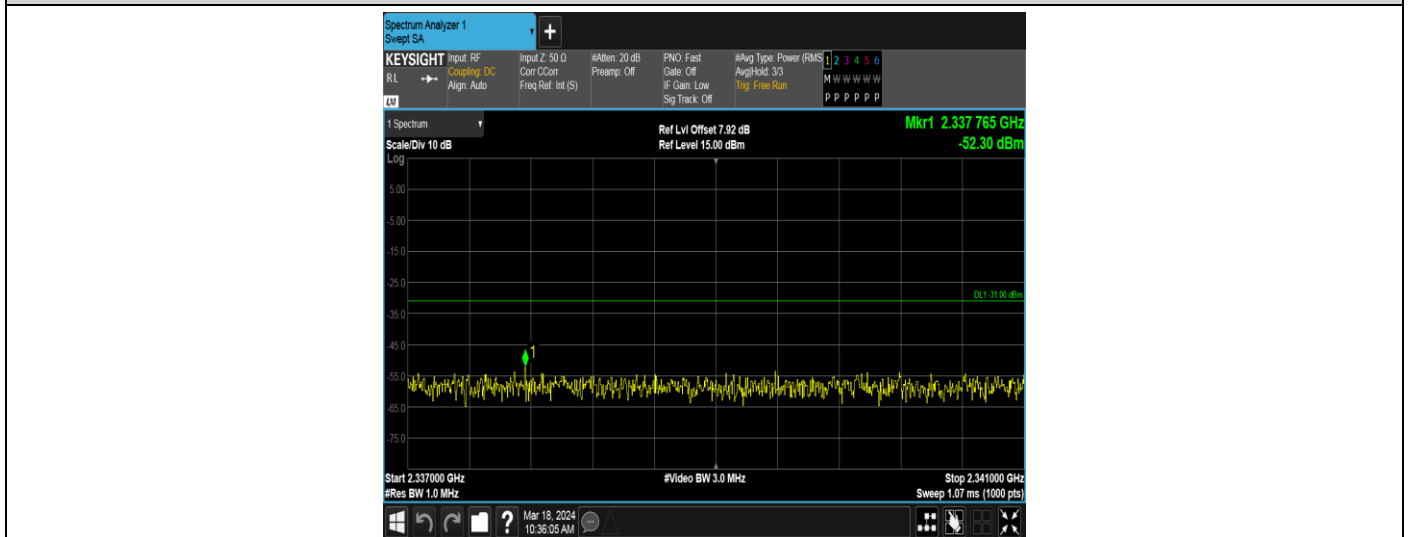 Spectrum Analyzer 1
Swept SA
+
KEYSIGHT
RL
Input: RF
Coupling: DC
Align: Auto
Input Z: 50 Ω
Corr CCorr
Freq Ref: Int (S)
#Atten: 20 dB
Preamp: Off
PNO: Fast
Gate: Off
IF Gain: Low
Sig Track: Off
#Avg Type: Power (RMS
Avg|Hold: 3/3
Trig: Free Run
1 2 3 4 5 6
M W W W W W
P P P P P P
LXI
1 Spectrum
Scale/Div 10 dB
Ref Lvl Offset 7.92 dB
Ref Level 15.00 dBm
Mkr1 2.337 765 GHz
-52.30 dBm
Log
5.00
-5.00
-15.0
-25.0
DL1 -31.00 dBm
-35.0
-45.0
1
-55.0
-65.0
-75.0
Start 2.337000 GHz
#Res BW 1.0 MHz
#Video BW 3.0 MHz
Stop 2.341000 GHz
Sweep 1.07 ms (1000 pts)
?
Mar 18, 2024
10:36:05 AM